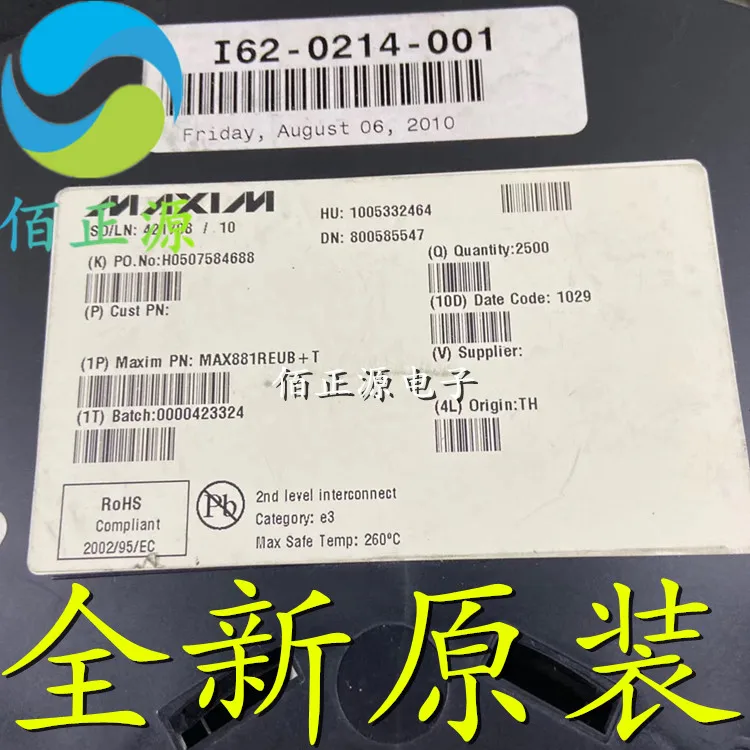 I62-0214-001
Friday, August 06, 2010
MAXIM
HU: 1005332464
/ 10
DN: 800585547
佰正源
(K) PO.No:H0507584688
(Q) Quantity:2500
(P) Cust PN:
(10D) Date Code: 1029
(1P) Maxim PN: MAX881REUB+T
(V) Supplier:
佰正源电子
(1T) Batch:0000423324
(4L) Origin:TH
RoHS
Compliant
2002/95/EC
Pb
2nd level interconnect
Category: e3
Max Safe Temp: 260ºC
全新原装